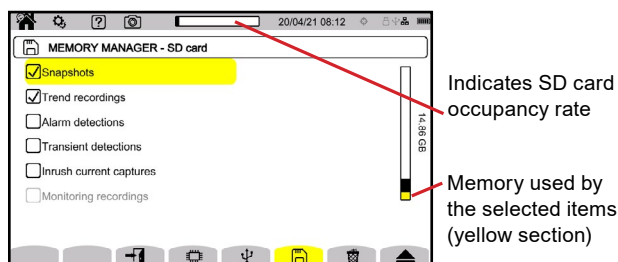 20/04/21 08:12
MEMORY MANAGER - SD card
Snapshots
Trend recordings
Alarm detections
Transient detections
Inrush current captures
Monitoring recordings
14.86 GB
Indicates SD card
occupancy rate
Memory used by
the selected items
(yellow section)